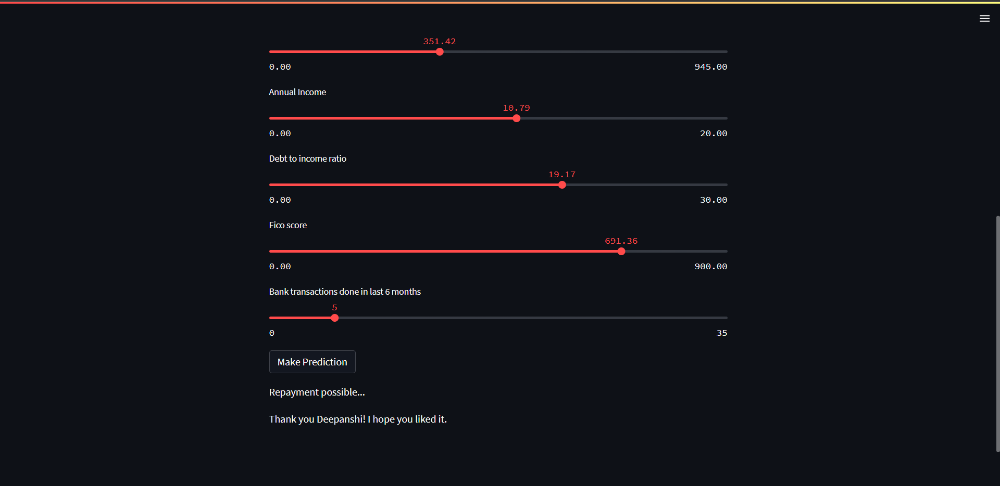 351.42
0.00 945.00
Annual Income
10.79
0.00 20.00
Debt to income ratio
19.17
0.00 30.00
Fico score
691.36
0.00 900.00
Bank transactions done in last 6 months
5
0 35
Make Prediction
Repayment possible...
Thank you Deepanshi! I hope you liked it.